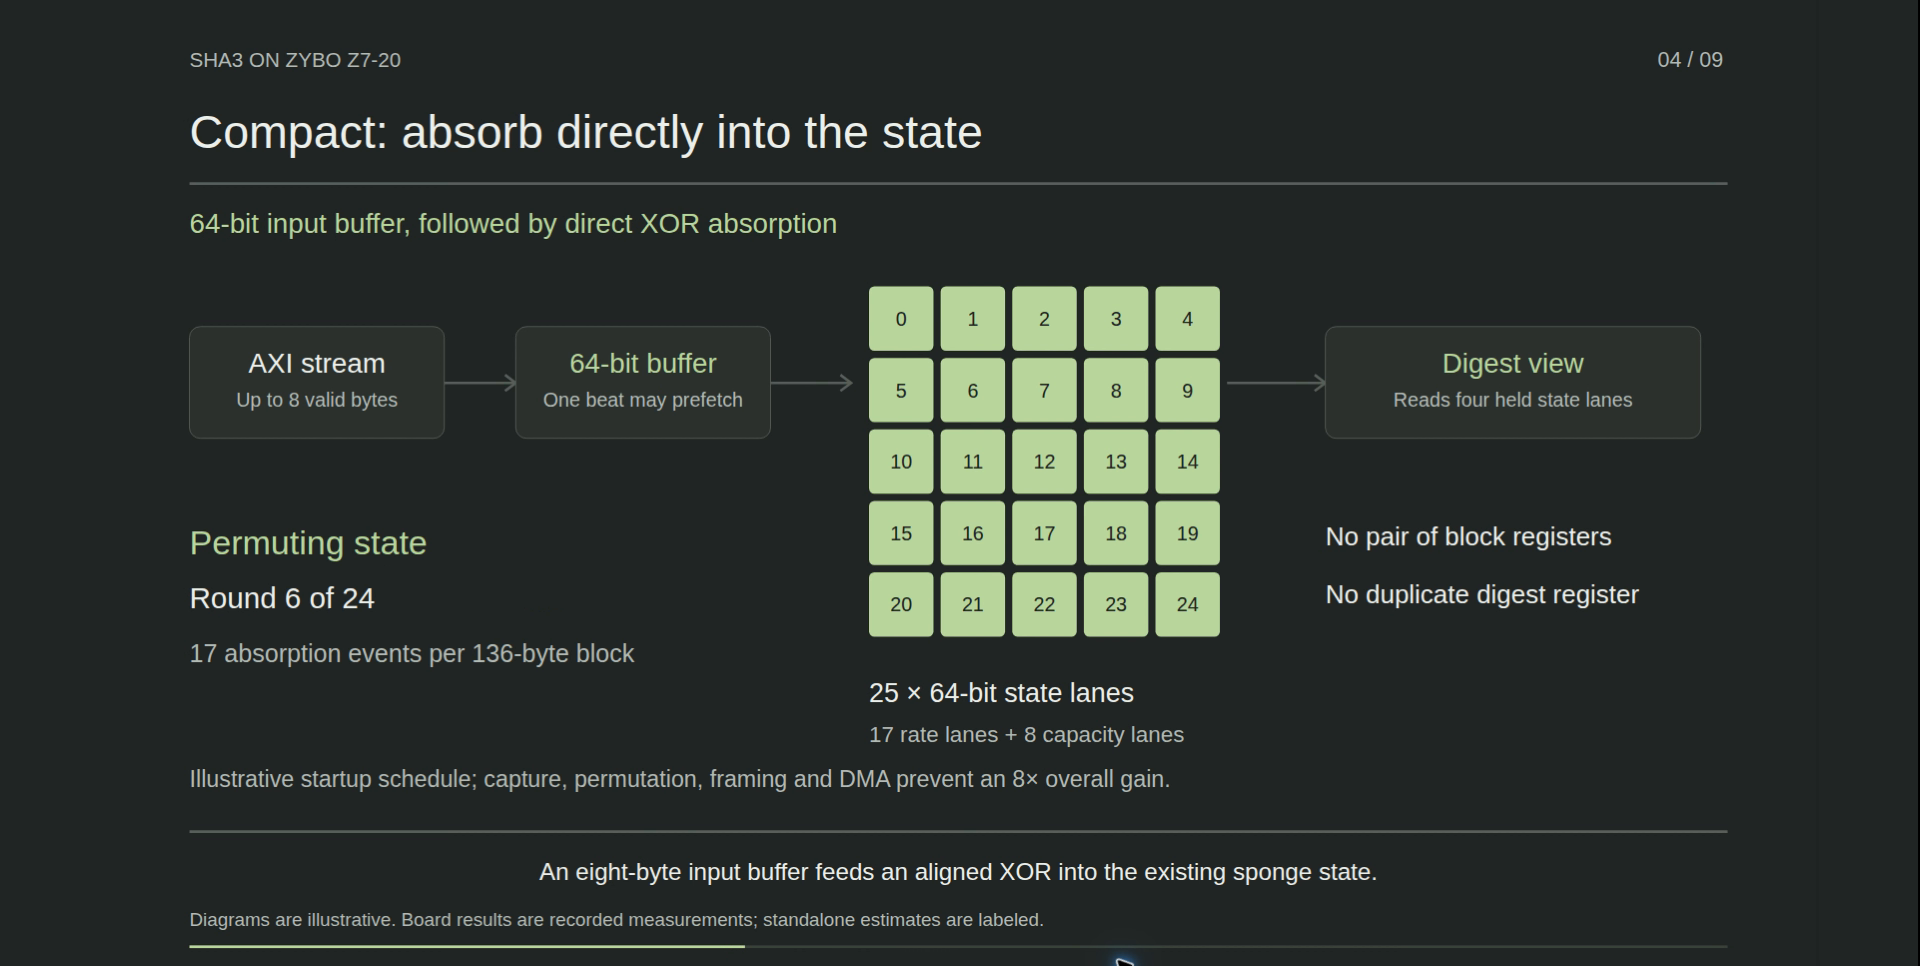 SHA3 ON ZYBO Z7-20
04 / 09
Compact: absorb directly into the state
64-bit input buffer, followed by direct XOR absorption
AXI stream
Up to 8 valid bytes
64-bit buffer
One beat may prefetch
0 1 2 3 4
5 6 7 8 9
10 11 12 13 14
15 16 17 18 19
20 21 22 23 24
Digest view
Reads four held state lanes
Permuting state
Round 6 of 24
17 absorption events per 136-byte block
No pair of block registers
No duplicate digest register
25 × 64-bit state lanes
17 rate lanes + 8 capacity lanes
Illustrative startup schedule; capture, permutation, framing and DMA prevent an 8× overall gain.
An eight-byte input buffer feeds an aligned XOR into the existing sponge state.
Diagrams are illustrative. Board results are recorded measurements; standalone estimates are labeled.